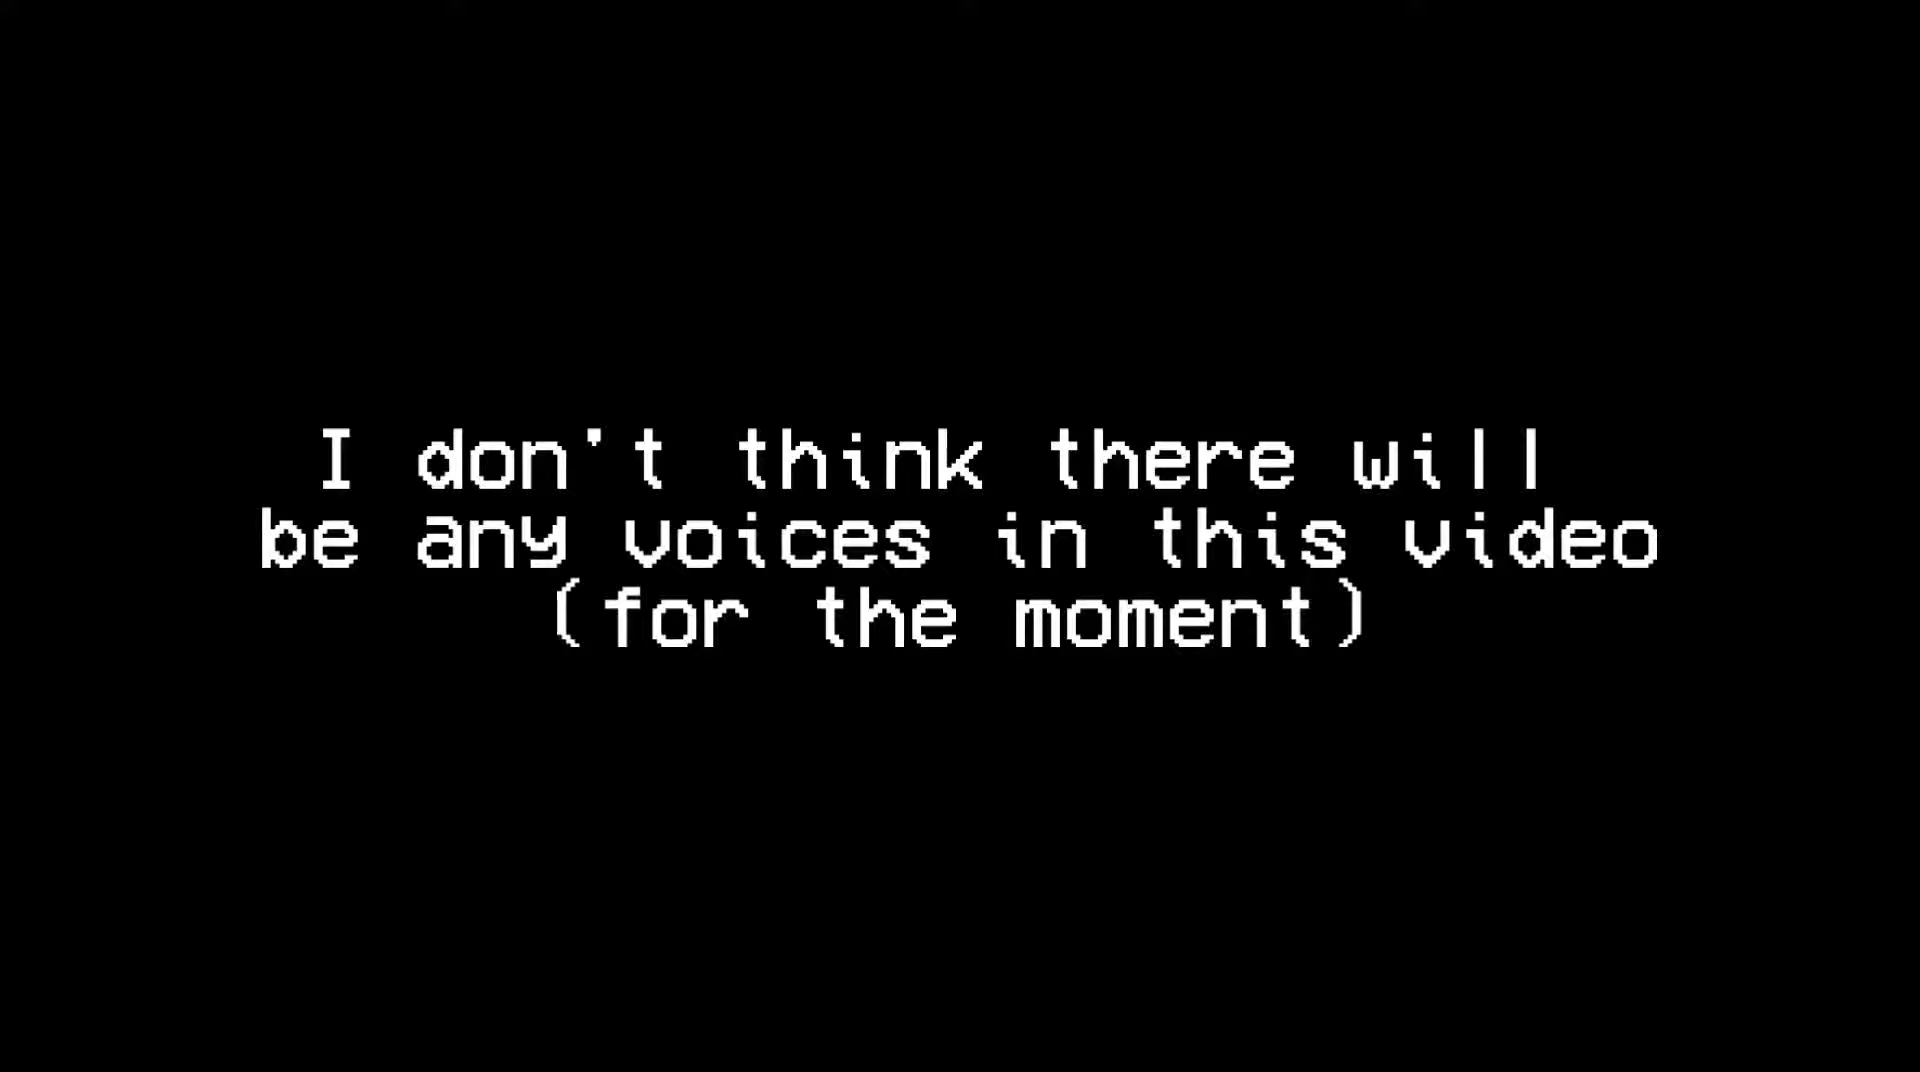 I don't think there will
be any voices in this video
(for the moment)